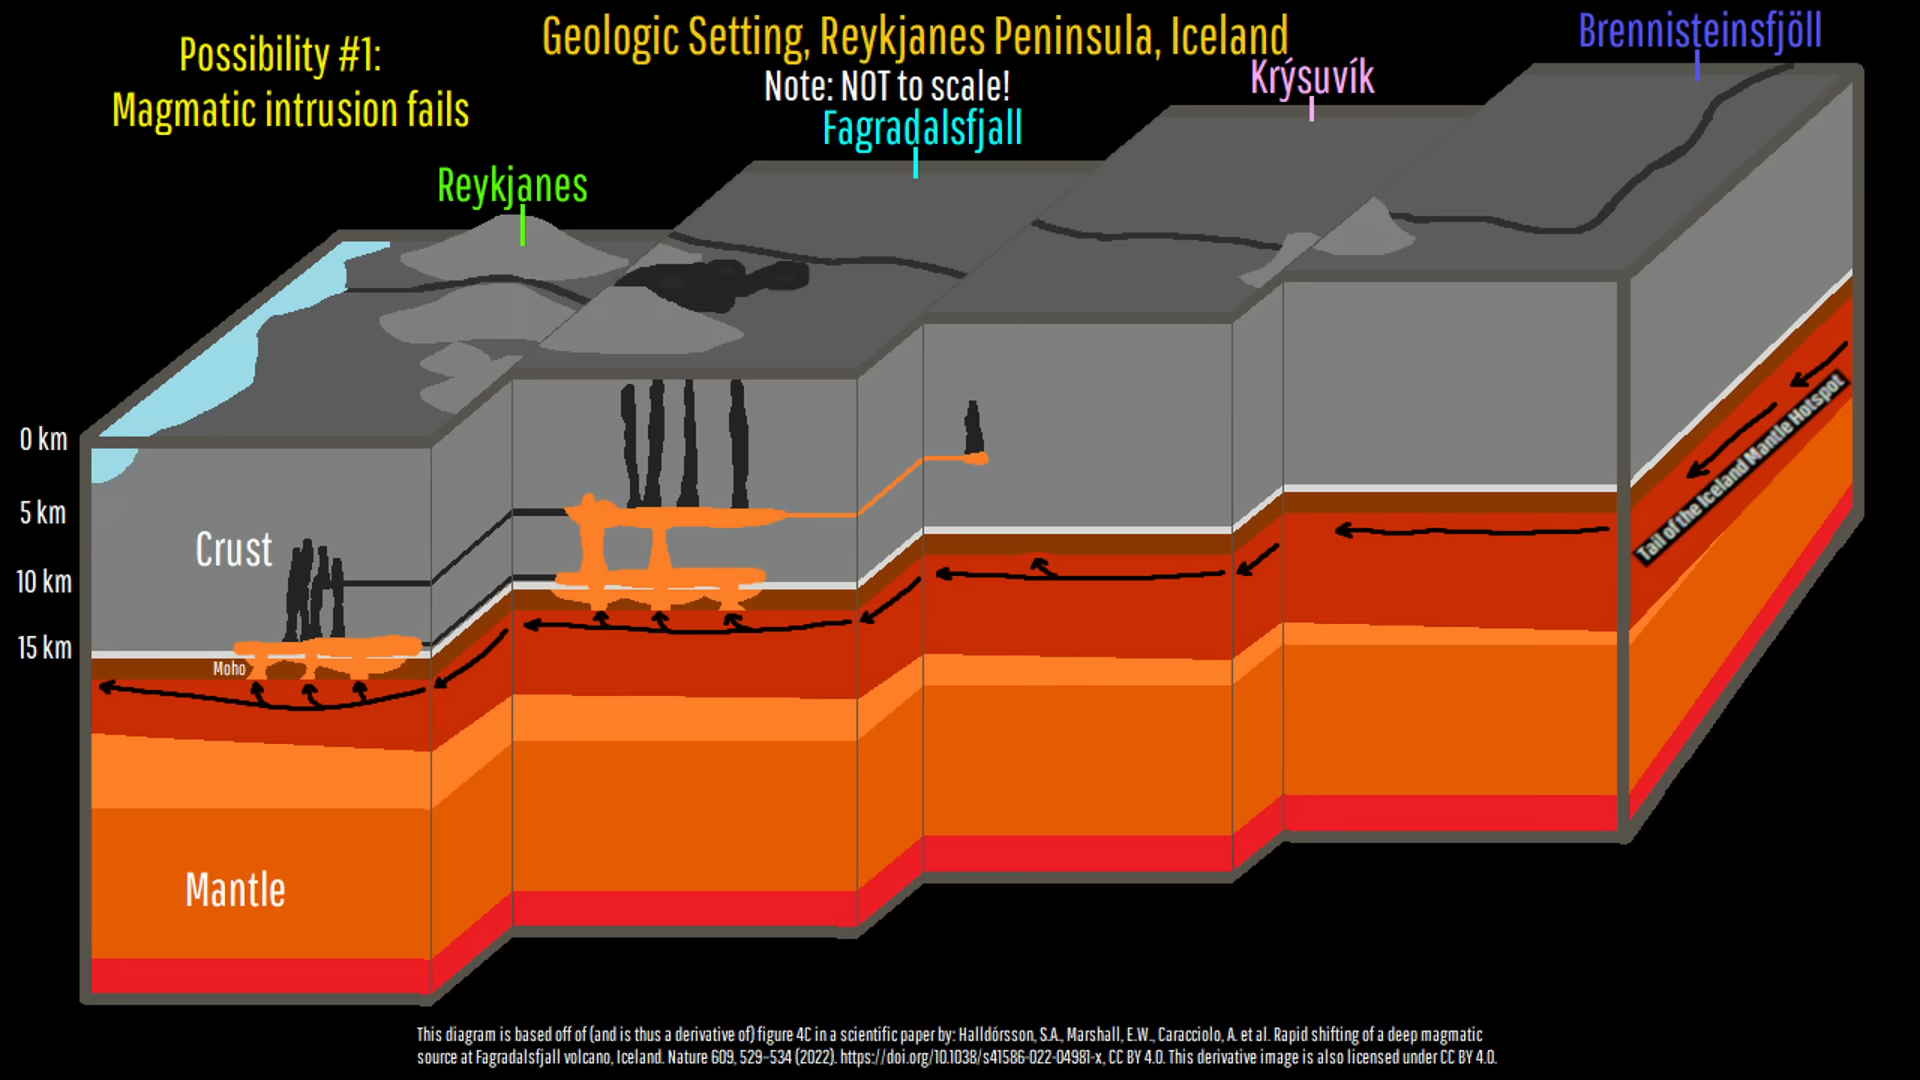 Possibility #1:
Magmatic intrusion fails
Geologic Setting, Reykjanes Peninsula, Iceland
Note: NOT to scale!
Reykjanes
Fagradalsfjall
Krýsuvík
Brennisteinsfjöll
0 km
5 km
10 km
15 km
Crust
Moho
Mantle
Tail of the Iceland Mantle Hotspot
This diagram is based off of (and is thus a derivative of) figure 4C in a scientific paper by: Halldórsson, S.A., Marshall, E.W., Caracciolo, A. et al. Rapid shifting of a deep magmatic
source at Fagradalsfjall volcano, Iceland. Nature 609, 529–534 (2022). https://doi.org/10.1038/s41586-022-04981-x, CC BY 4.0. This derivative image is also licensed under CC BY 4.0.